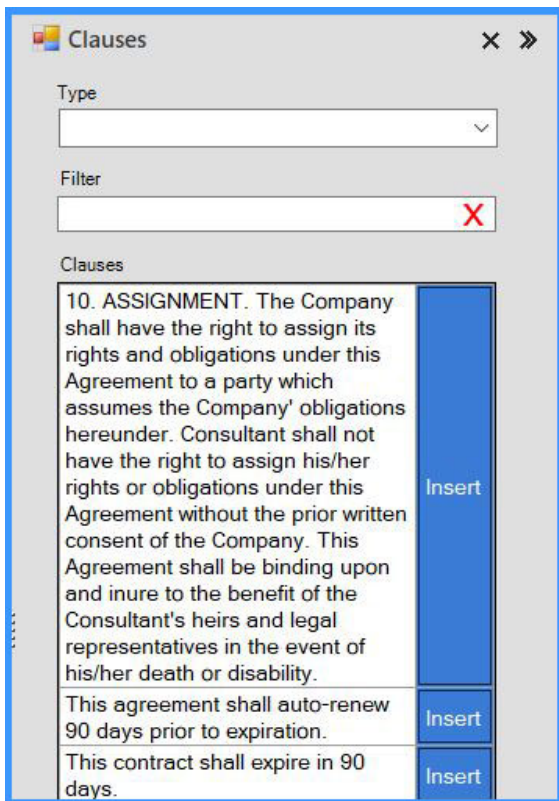 Clauses
Type
Filter
X
Clauses
10. ASSIGNMENT. The Company
shall have the right to assign its
rights and obligations under this
Agreement to a party which
assumes the Company' obligations
hereunder. Consultant shall not
have the right to assign his/her
rights or obligations under this
Agreement without the prior written
consent of the Company. This
Agreement shall be binding upon
and inure to the benefit of the
Consultant's heirs and legal
representatives in the event of
his/her death or disability.
Insert
This agreement shall auto-renew
90 days prior to expiration.
Insert
This contract shall expire in 90
days.
Insert